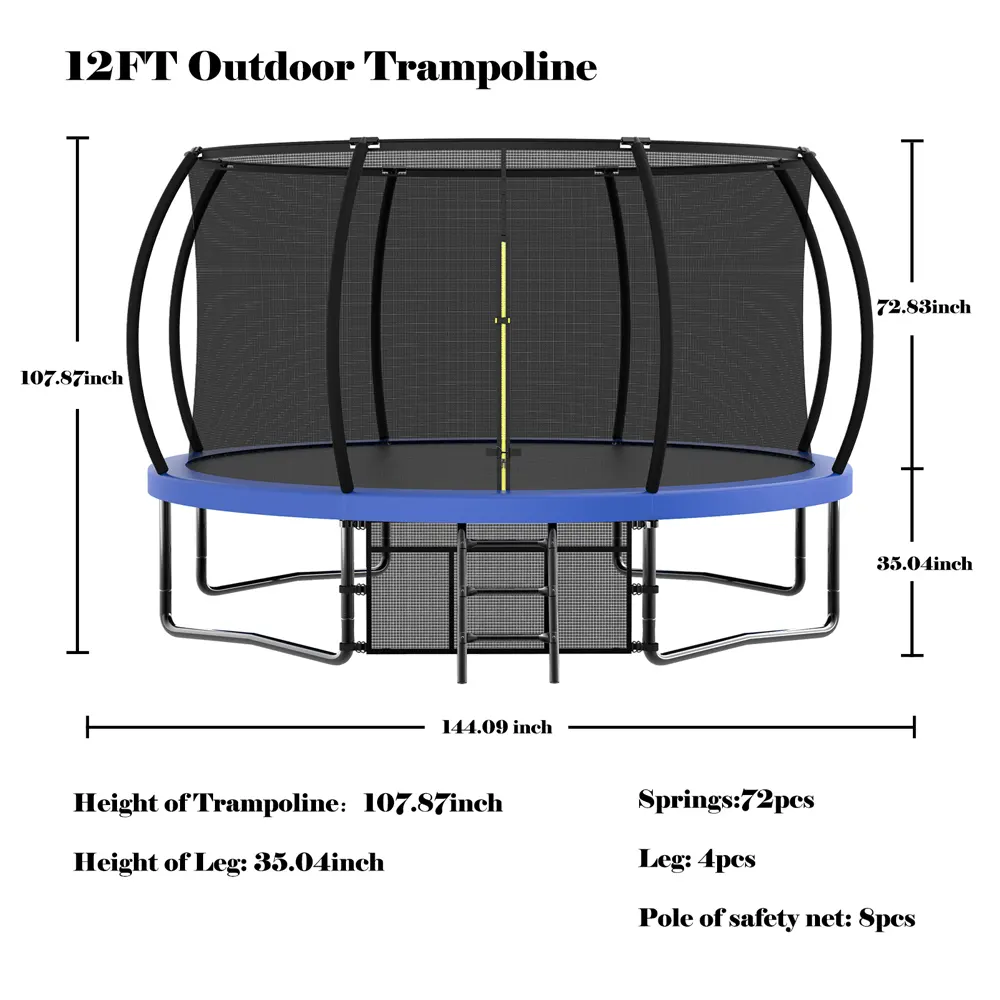 12FT Outdoor Trampoline
72.83inch
107.87inch
35.04inch
144.09 inch
Height of Trampoline: 107.87inch
Springs:72pcs
Height of Leg: 35.04inch
Leg: 4pcs
Pole of safety net: 8pcs